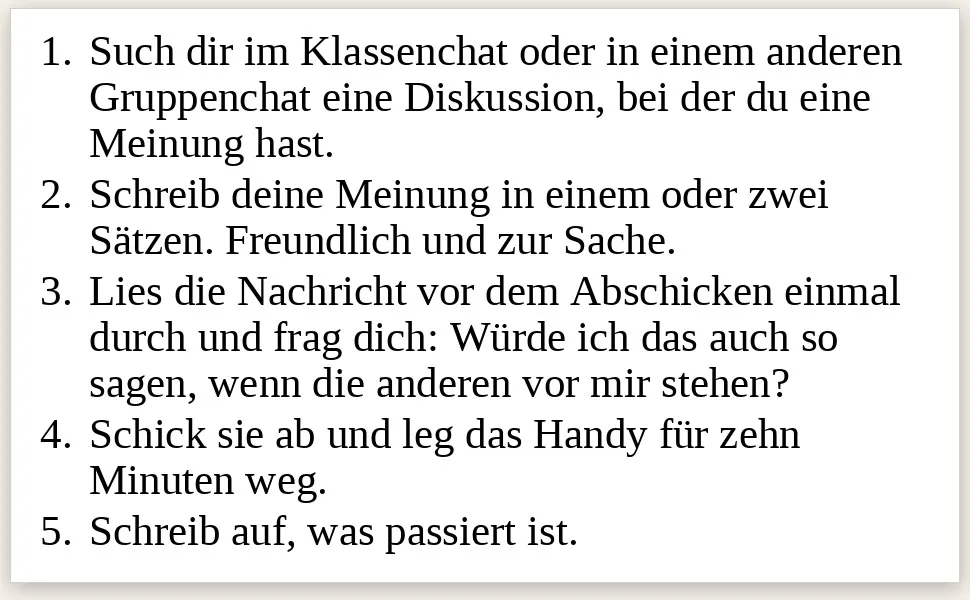 1. Such dir im Klassenchat oder in einem anderen
Gruppenchat eine Diskussion, bei der du eine
Meinung hast.
2. Schreib deine Meinung in einem oder zwei
Sätzen. Freundlich und zur Sache.
3. Lies die Nachricht vor dem Abschicken einmal
durch und frag dich: Würde ich das auch so
sagen, wenn die anderen vor mir stehen?
4. Schick sie ab und leg das Handy für zehn
Minuten weg.
5. Schreib auf, was passiert ist.